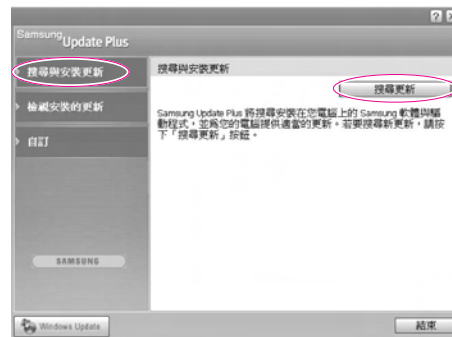 Samsung Update Plus
搜尋與安裝更新
檢視安裝的更新
自訂
SAMSUNG
搜尋與安裝更新
搜尋更新
Samsung Update Plus 將搜尋安裝在您電腦上的 Samsung 軟體與驅
動程式，並為您的電腦提供適當的更新。若要搜尋新更新，請按
下「搜尋更新」按鈕。
Windows Update
結束